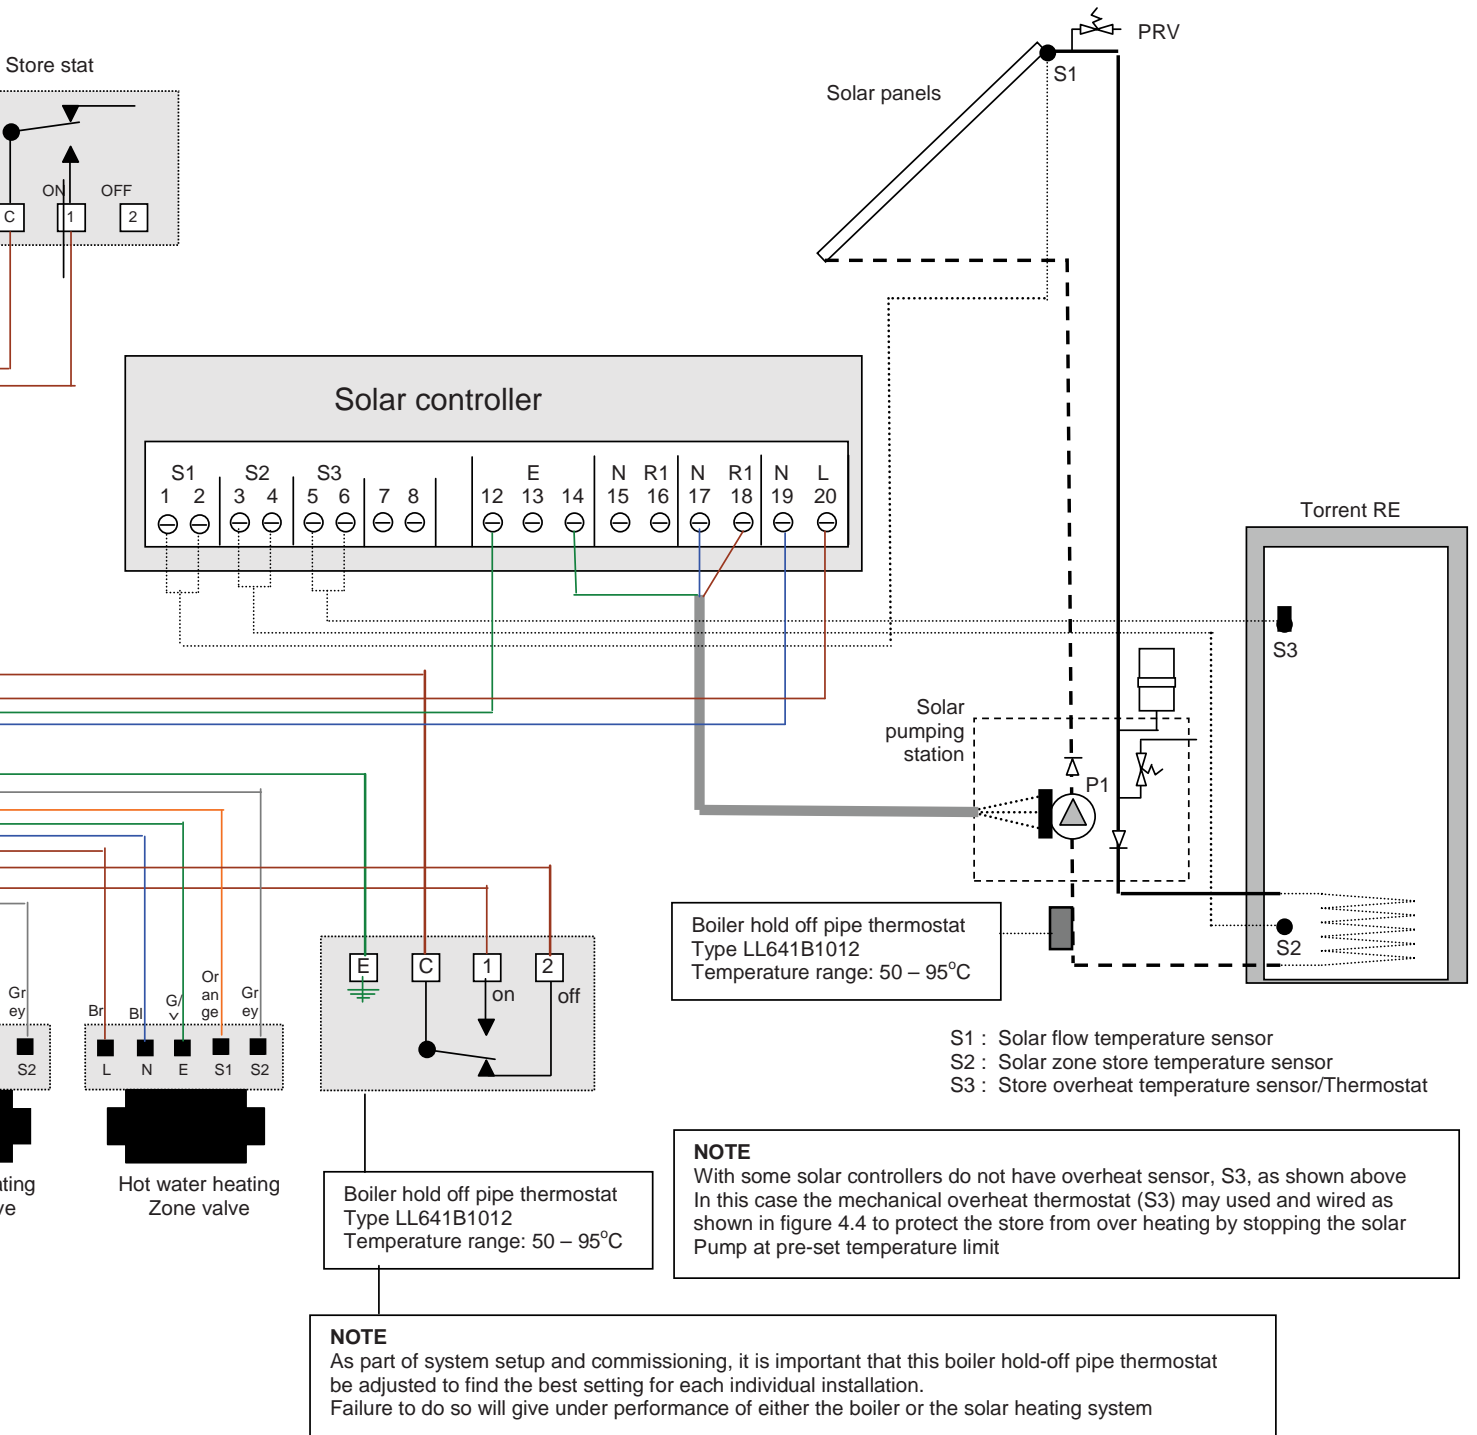 PRV
Store stat
S1
Solar panels
ON OFF
C 1 2
Solar controller
S1 S2 S3 E N R1 N R1 N L
1 2 3 4 5 6 7 8 12 13 14 15 16 17 18 19 20
Torrent RE
S3
Solar
pumping
station
P1
Boiler hold off pipe thermostat
Type LL641B1012
Temperature range: 50 – 95°C
S2
E C 1 2
on off
Gr
ey
Br
Bl
G/
Y
Or
an
ge
Gr
ey
S2
L N E S1 S2
S1 : Solar flow temperature sensor
S2 : Solar zone store temperature sensor
S3 : Store overheat temperature sensor/Thermostat
ating
ve
Hot water heating
Zone valve
Boiler hold off pipe thermostat
Type LL641B1012
Temperature range: 50 – 95°C
NOTE
With some solar controllers do not have overheat sensor, S3, as shown above
In this case the mechanical overheat thermostat (S3) may used and wired as
shown in figure 4.4 to protect the store from over heating by stopping the solar
Pump at pre-set temperature limit
NOTE
As part of system setup and commissioning, it is important that this boiler hold-off pipe thermostat
be adjusted to find the best setting for each individual installation.
Failure to do so will give under performance of either the boiler or the solar heating system